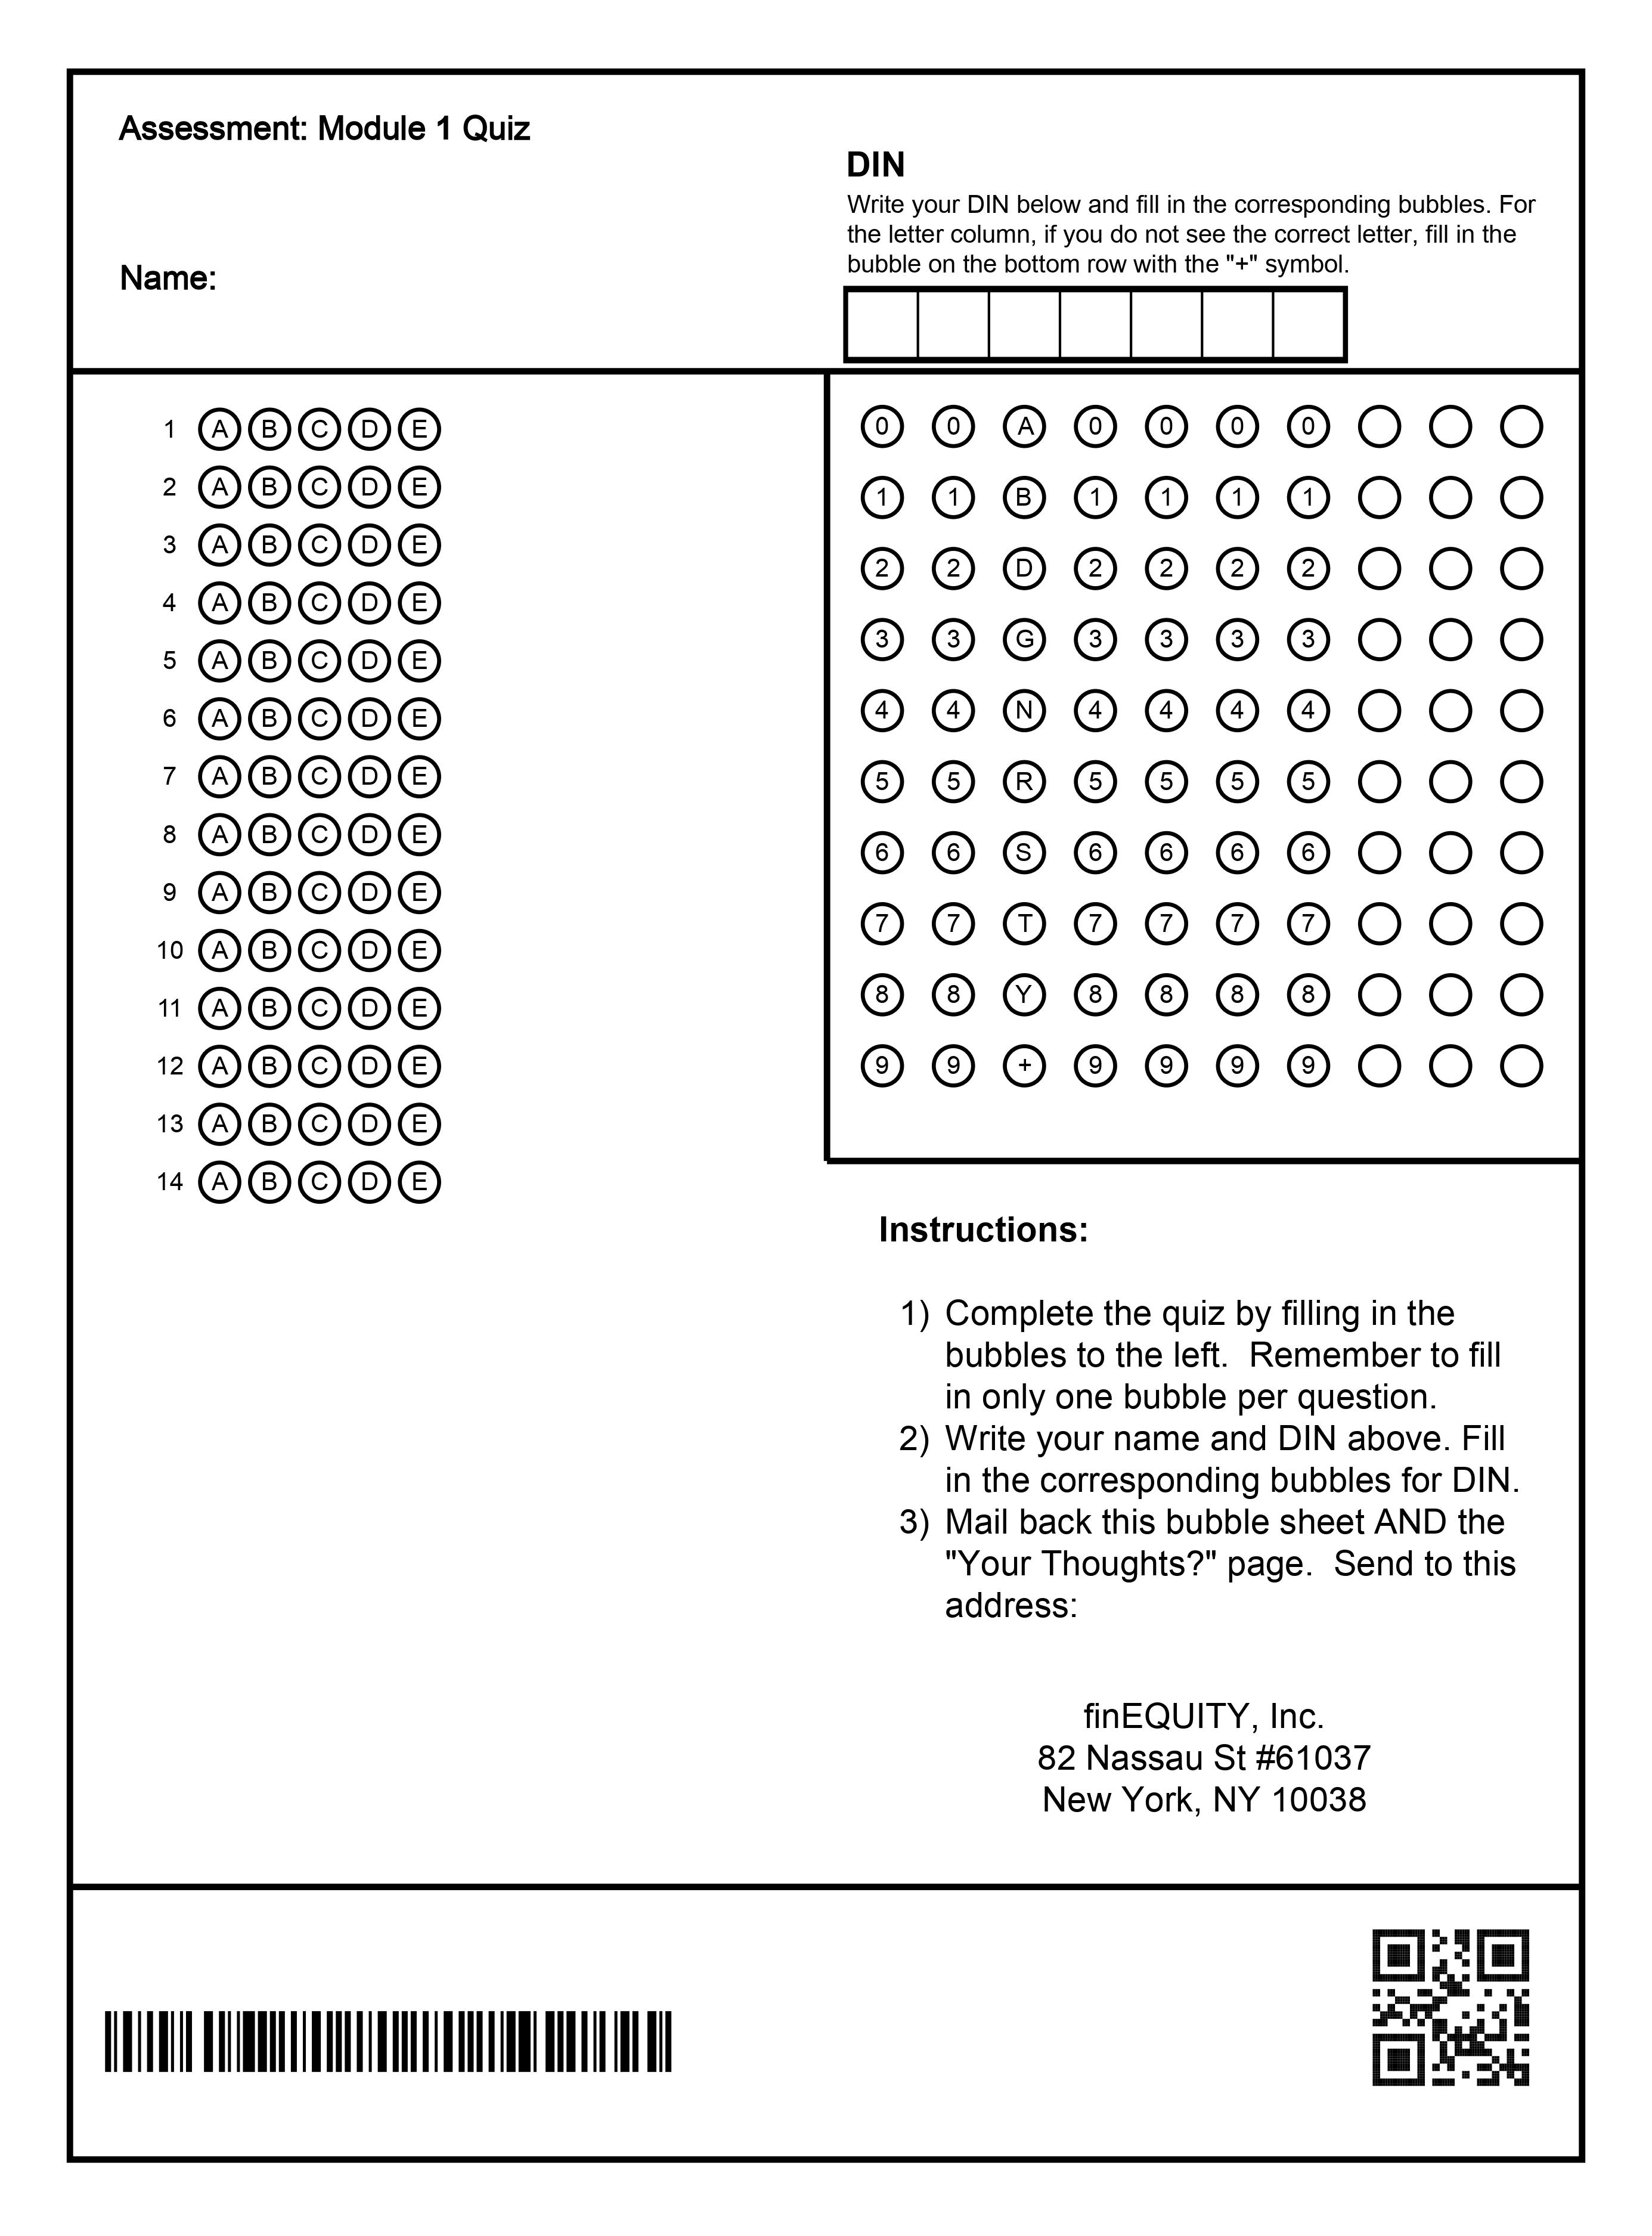 Assessment: Module 1 Quiz
Name:
DIN
Write your DIN below and fill in the corresponding bubbles. For
the letter column, if you do not see the correct letter, fill in the
bubble on the bottom row with the "+" symbol.
1 A B C D E
2 A B C D E
3 A B C D E
4 A B C D E
5 A B C D E
6 A B C D E
7 A B C D E
8 A B C D E
9 A B C D E
10 A B C D E
11 A B C D E
12 A B C D E
13 A B C D E
14 A B C D E
0 0 A 0 0 0 0
1 1 B 1 1 1 1
2 2 D 2 2 2 2
3 3 G 3 3 3 3
4 4 N 4 4 4 4
5 5 R 5 5 5 5
6 6 S 6 6 6 6
7 7 T 7 7 7 7
8 8 Y 8 8 8 8
9 9 + 9 9 9 9
Instructions:
1) Complete the quiz by filling in the
bubbles to the left.  Remember to fill
in only one bubble per question.
2) Write your name and DIN above. Fill
in the corresponding bubbles for DIN.
3) Mail back this bubble sheet AND the
"Your Thoughts?" page.  Send to this
address:
finEQUITY, Inc.
82 Nassau St #61037
New York, NY 10038